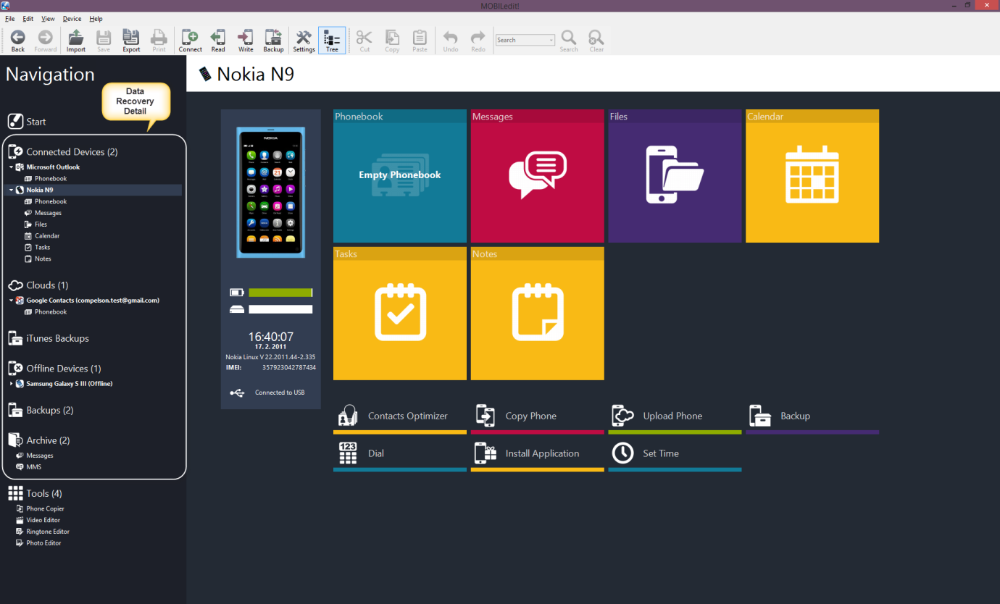 MOBILedit!
File Edit View Device Help
Back Forward Import Save Export Print Connect Read Write Backup Settings Tree Cut Copy Paste Undo Redo Search Search Clear
Navigation
Data
Recovery
Detail
Start
Connected Devices (2)
Microsoft Outlook
Phonebook
Nokia N9
Phonebook
Messages
Files
Calendar
Tasks
Notes
Clouds (1)
Google Contacts (compelson.test@gmail.com)
Phonebook
iTunes Backups
Offline Devices (1)
Samsung Galaxy S III (Offline)
Backups (2)
Archive (2)
Messages
MMS
Tools (4)
Phone Copier
Video Editor
Ringtone Editor
Photo Editor
Nokia N9
NOKIA
16:40:07
17. 2. 2011
Nokia Linux V 22.2011.44-2.335
IMEI: 357923042787434
Connected to USB
Phonebook
Empty Phonebook
Messages
Files
Calendar
Tasks
Notes
Contacts Optimizer
Copy Phone
Upload Phone
Backup
123
Dial
Install Application
Set Time